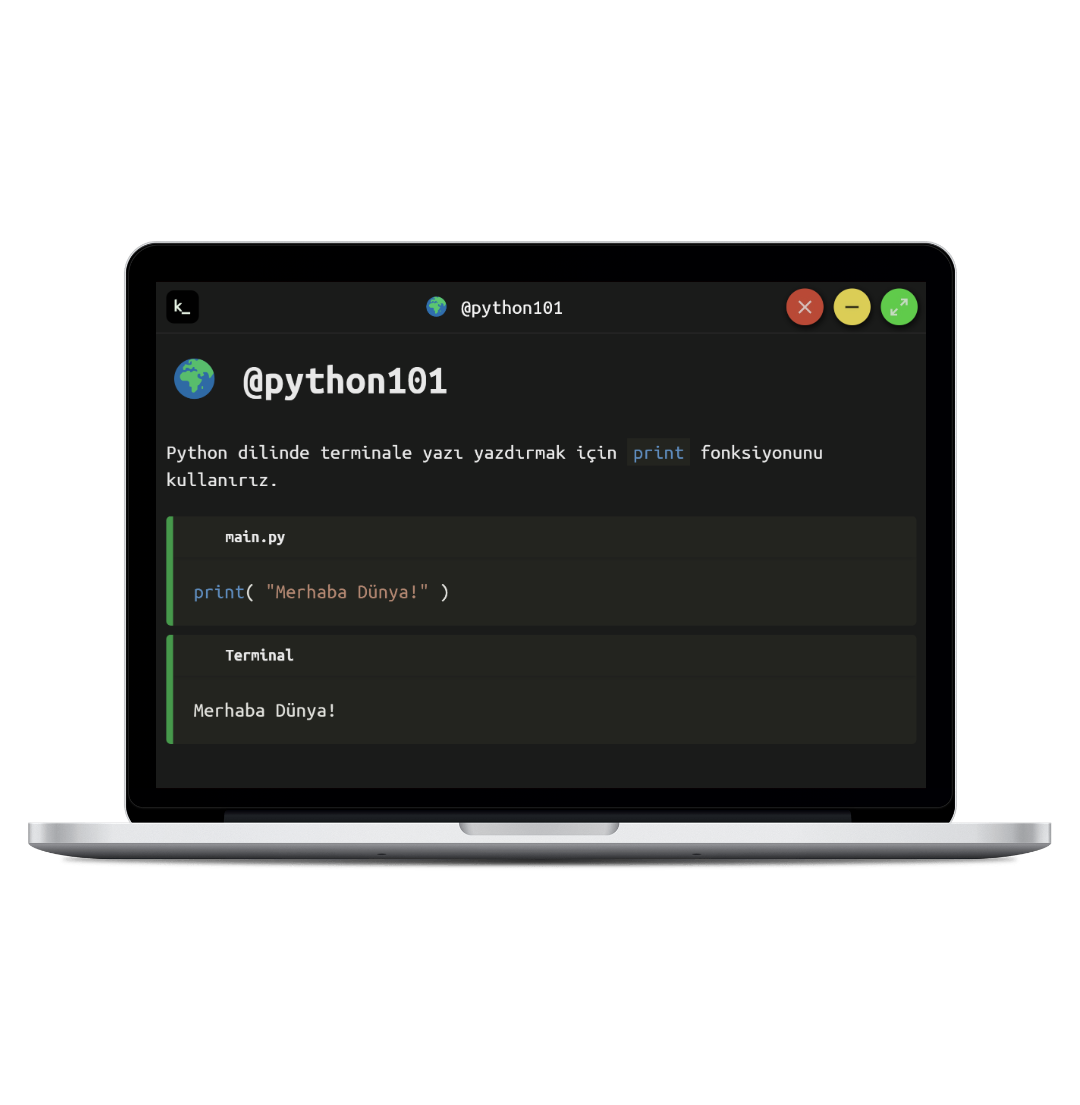 k_
@python101
@python101
Python dilinde terminale yazı yazdırmak için print fonksiyonunu
kullanırız.
main.py
print( "Merhaba Dünya!" )
Terminal
Merhaba Dünya!